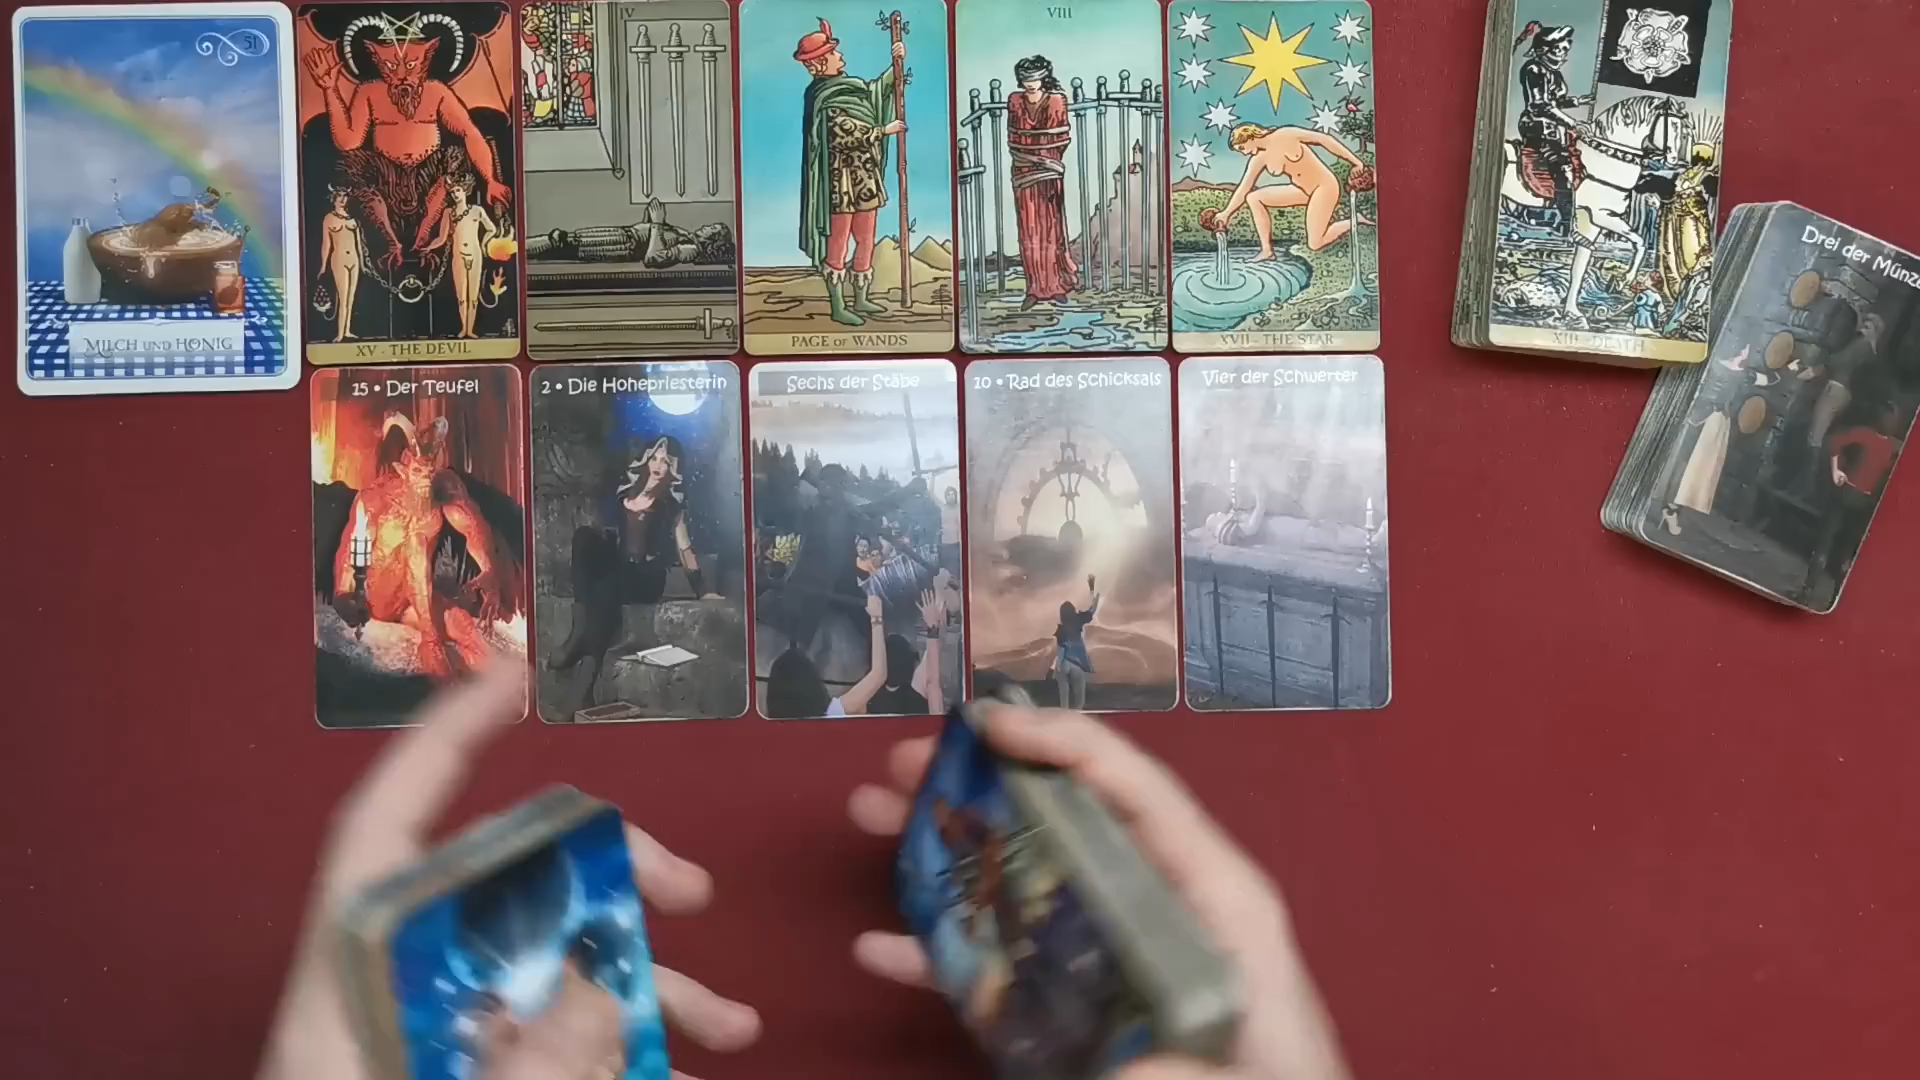 51
MILCH UND HONIG
XV · THE DEVIL
IV
PAGE OF WANDS
VIII
XVII · THE STAR
XIII · DEATH
15 • Der Teufel
2 • Die Hohepriesterin
Sechs der Stäbe
10 • Rad des Schicksals
Vier der Schwerter
Drei der Münze